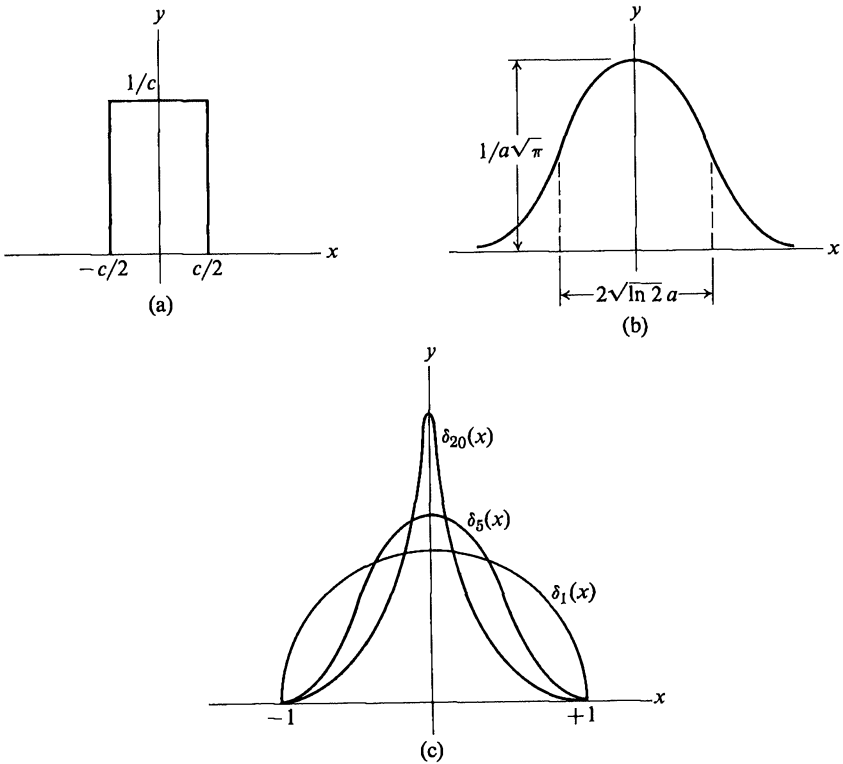 y
1/c
x
−c/2
c/2
(a)
y
1/a√π
x
2√ln 2 a
(b)
y
δ₂₀(x)
δ₅(x)
δ₁(x)
x
−1
+1
(c)